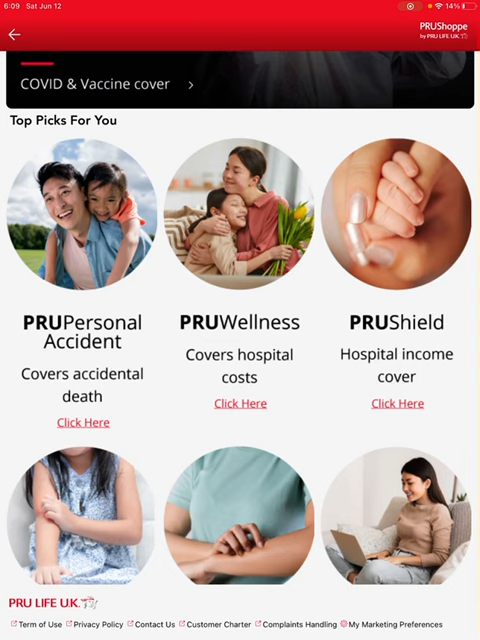 6:09 Sat Jun 12 14%
PRUShoppe
by PRU LIFE U.K.
COVID & Vaccine cover >
Top Picks For You
PRUPersonal Accident
Covers accidental death
Click Here
PRUWellness
Covers hospital costs
Click Here
PRUShield
Hospital income cover
Click Here
PRU LIFE U.K.
Term of Use Privacy Policy Contact Us Customer Charter Complaints Handling My Marketing Preferences